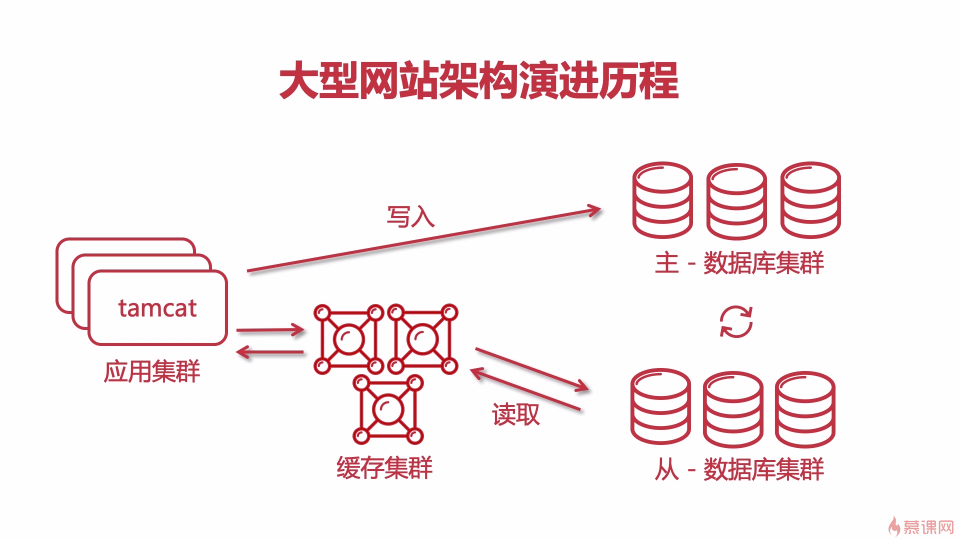 大型网站架构演进历程
写入
主 - 数据库集群
tamcat
应用集群
读取
缓存集群
从 - 数据库集群
慕课网